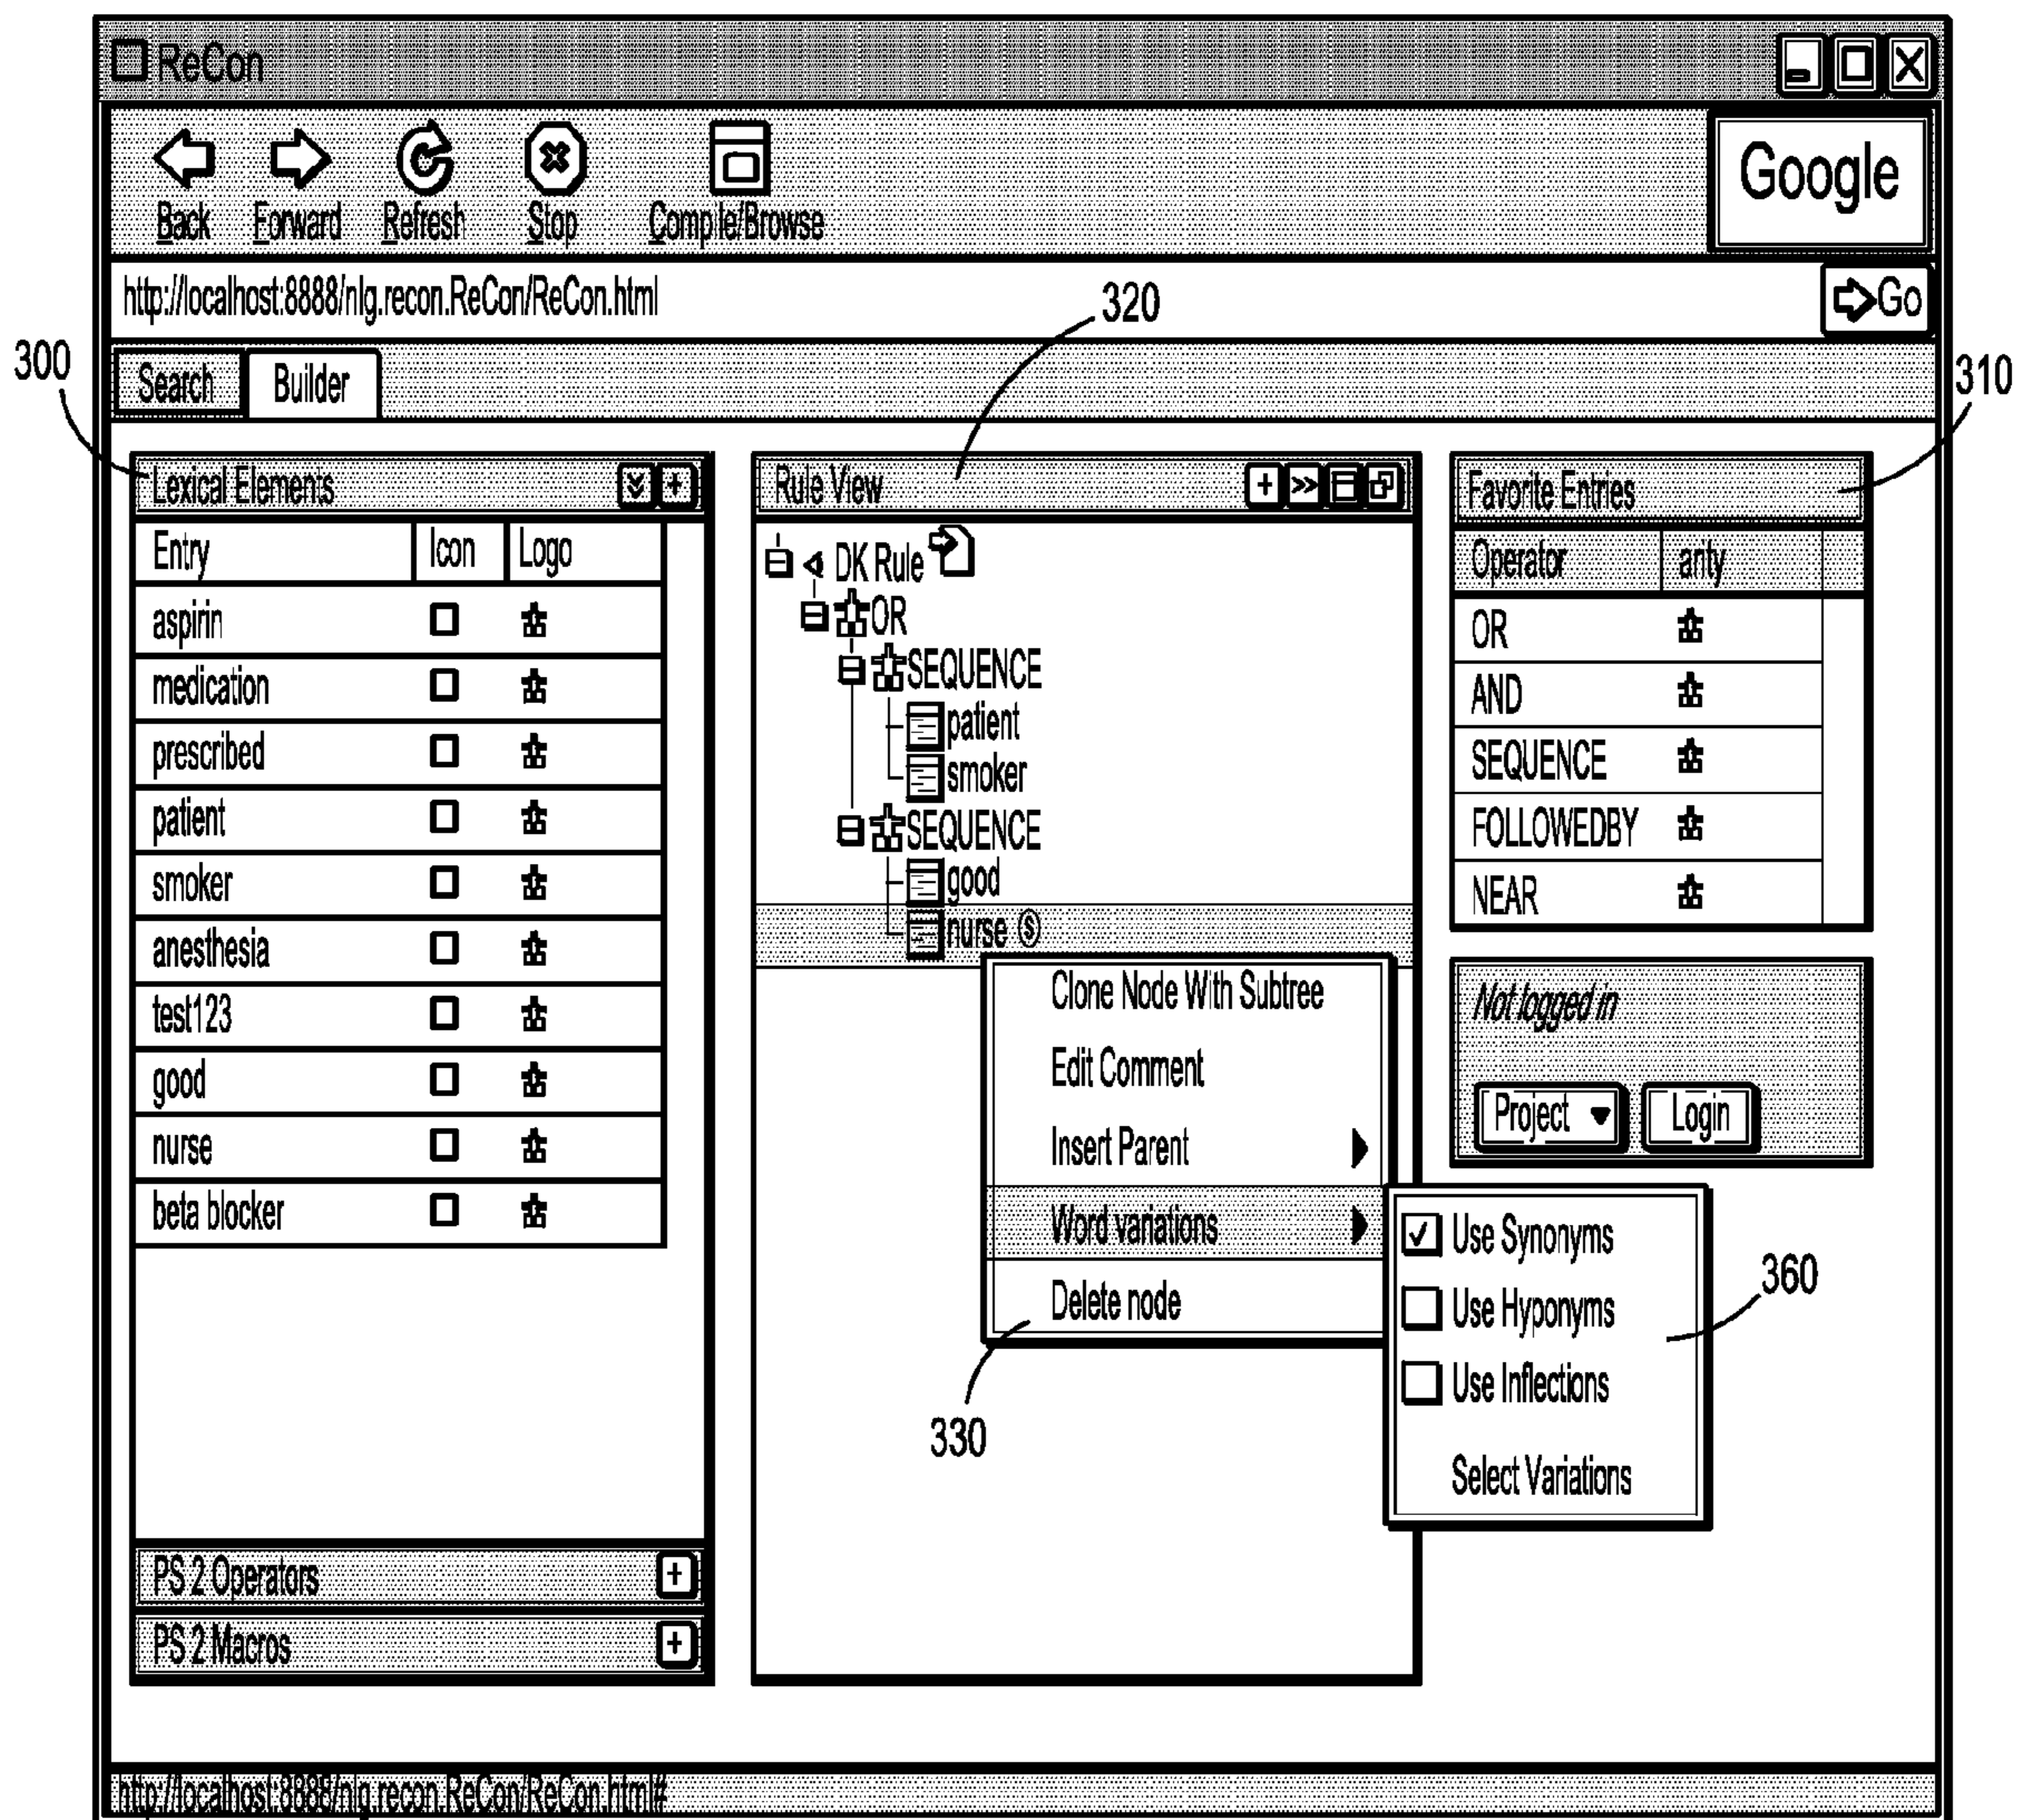 ReCon
Back Forward Refresh Stop Compile/Browse
Google
http://localhost:8888/nlg.recon.ReCon/ReCon.html
Go
320
300
310
Search Builder
Lexical Elements
Entry Icon Logo
aspirin
medication
prescribed
patient
smoker
anesthesia
test123
good
nurse
beta blocker
PS 2 Operators
PS 2 Macros
Rule View
DK Rule
OR
SEQUENCE
patient
smoker
SEQUENCE
good
nurse Ⓢ
Clone Node With Subtree
Edit Comment
Insert Parent
Word variations
Delete node
330
Use Synonyms
Use Hyponyms
Use Inflections
Select Variations
360
Favorite Entries
Operator arity
OR
AND
SEQUENCE
FOLLOWEDBY
NEAR
Not logged in
Project Login
http://localhost:8888/nlg.recon.ReCon/ReCon.html#